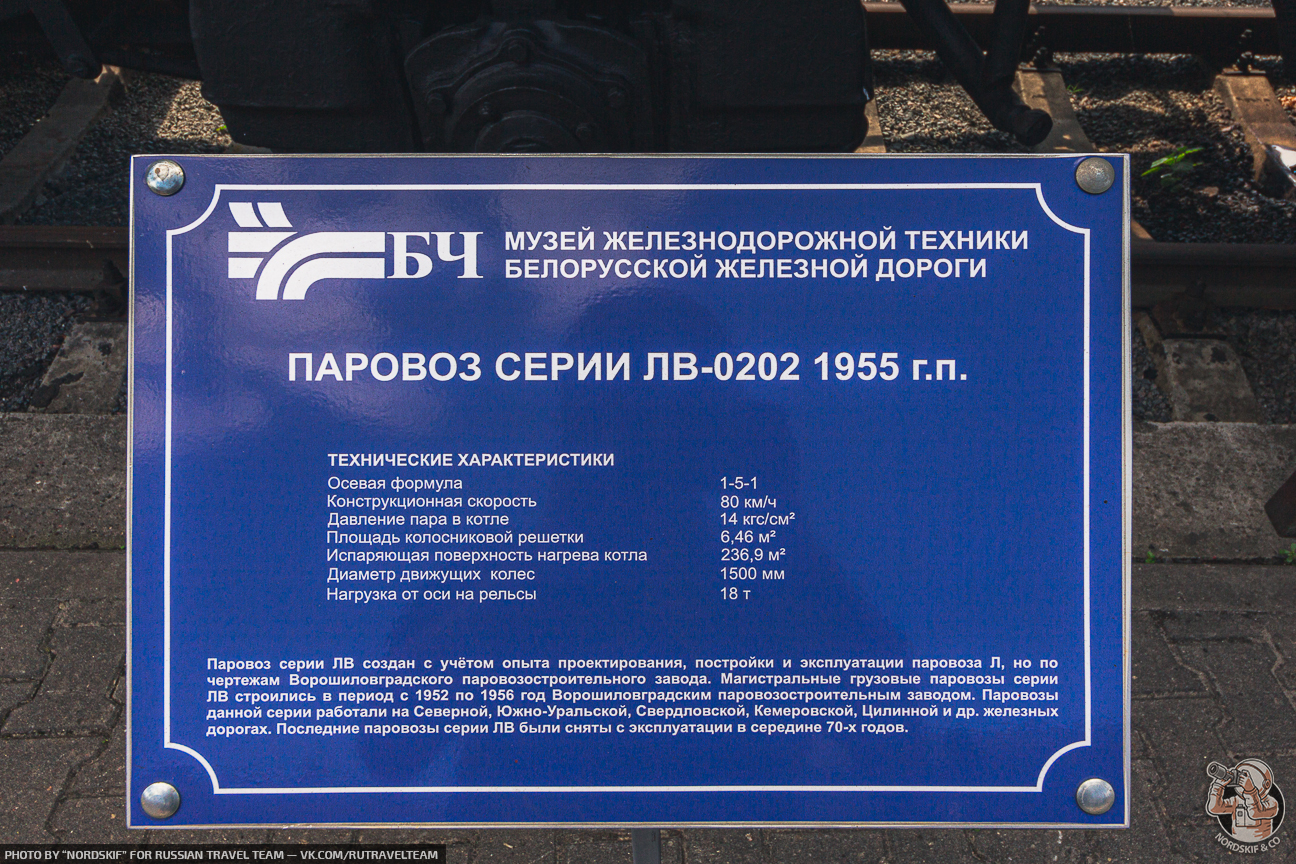 БЧ
МУЗЕЙ ЖЕЛЕЗНОДОРОЖНОЙ ТЕХНИКИ
БЕЛОРУССКОЙ ЖЕЛЕЗНОЙ ДОРОГИ
ПАРОВОЗ СЕРИИ ЛВ-0202 1955 г.п.
ТЕХНИЧЕСКИЕ ХАРАКТЕРИСТИКИ
Осевая формула 1-5-1
Конструкционная скорость 80 км/ч
Давление пара в котле 14 кгс/см²
Площадь колосниковой решетки 6,46 м²
Испаряющая поверхность нагрева котла 236,9 м²
Диаметр движущих колес 1500 мм
Нагрузка от оси на рельсы 18 т
Паровоз серии ЛВ создан с учётом опыта проектирования, постройки и эксплуатации паровоза Л, но по
чертежам Ворошиловградского паровозостроительного завода. Магистральные грузовые паровозы серии
ЛВ строились в период с 1952 по 1956 год Ворошиловградским паровозостроительным заводом. Паровозы
данной серии работали на Северной, Южно-Уральской, Свердловской, Кемеровской, Цилинной и др. железных
дорогах. Последние паровозы серии ЛВ были сняты с эксплуатации в середине 70-х годов.
NORDSKIF & CO
PHOTO BY “NORDSKIF” FOR RUSSIAN TRAVEL TEAM — VK.COM/RUTRAVELTEAM